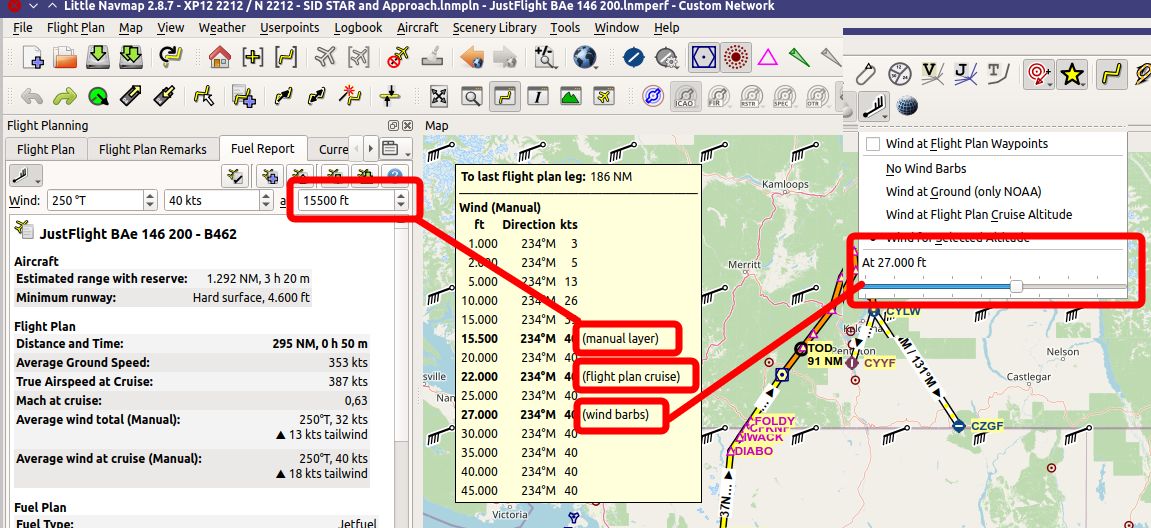 Little Navmap 2.8.7 - XP12 2212 / N 2212 - SID STAR and Approach.lnmpln - JustFlight BAe 146 200.lnmperf - Custom Network
File Flight Plan Map View Weather Userpoints Logbook Aircraft Scenery Library Tools Window Help
ICAO FIR RSTR SPEC OTR
Flight Planning
Flight Plan Flight Plan Remarks Fuel Report Curre
Wind: 250 °T 40 kts a 15500 ft
JustFlight BAe 146 200 - B462
Aircraft
Estimated range with reserve: 1.292 NM, 3 h 20 m
Minimum runway: Hard surface, 4.600 ft
Flight Plan
Distance and Time: 295 NM, 0 h 50 m
Average Ground Speed: 353 kts
True Airspeed at Cruise: 387 kts
Mach at cruise: 0,63
Average wind total (Manual): 250°T, 32 kts
▲ 13 kts tailwind
Average wind at cruise (Manual): 250°T, 40 kts
▲ 18 kts tailwind
Fuel Plan
Fuel Type: Jetfuel
Map
To last flight plan leg: 186 NM
Wind (Manual)
ft Direction kts
1.000 234°M 3
2.000 234°M 5
5.000 234°M 13
10.000 234°M 26
15.000 234°M
15.500 234°M (manual layer)
20.000 234°M 40
22.000 234°M 40 (flight plan cruise)
25.000 234°M 40
27.000 234°M 40 (wind barbs)
30.000 234°M 40
35.000 234°M 40
40.000 234°M 40
45.000 234°M 40
Wind at Flight Plan Waypoints
No Wind Barbs
Wind at Ground (only NOAA)
Wind at Flight Plan Cruise Altitude
Wind for Selected Altitude
At 27.000 ft
Kamloops
Merritt
CYLW
TOD
91 NM
CYYF
Nelson
Castlegar
M / 131°M
CZGF
FOLDY
IWACK
DIABO
37N...
Victoria